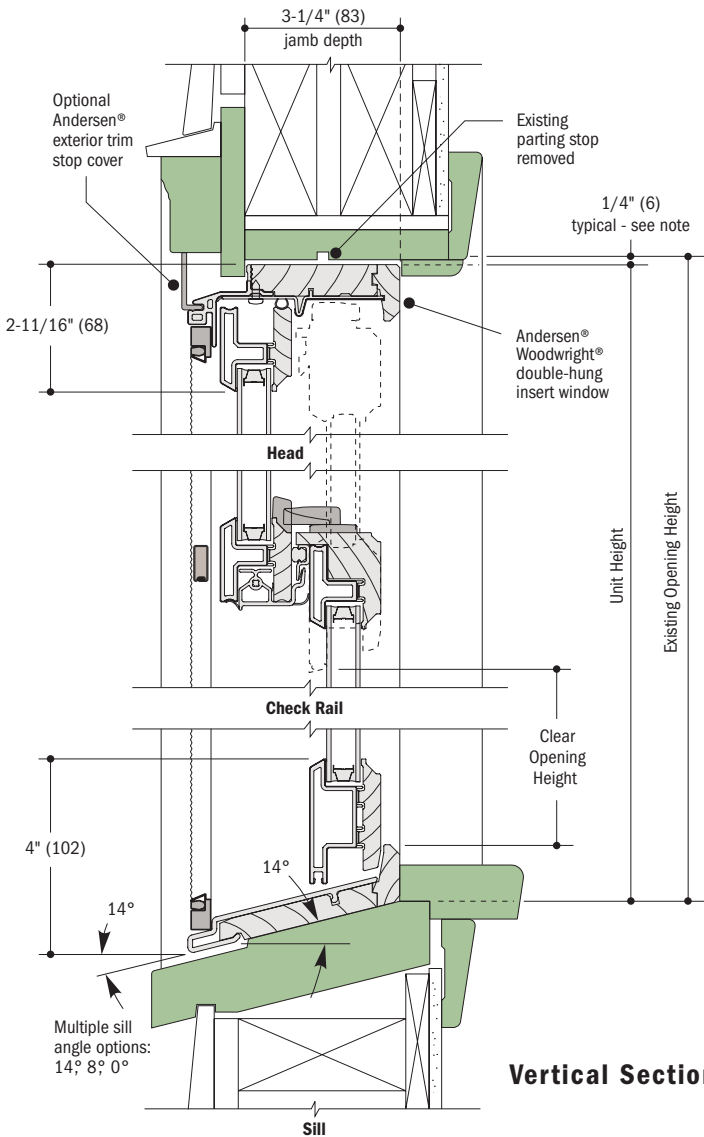 3-1/4" (83)
jamb depth
Optional
Andersen®
exterior trim
stop cover
Existing
parting stop
removed
1/4" (6)
typical - see note
2-11/16" (68)
Andersen®
Woodwright®
double-hung
insert window
Head
Unit Height
Existing Opening Height
Check Rail
Clear
Opening
Height
4" (102)
14°
14°
Multiple sill
angle options:
14°, 8°, 0°
Vertical Section
Sill